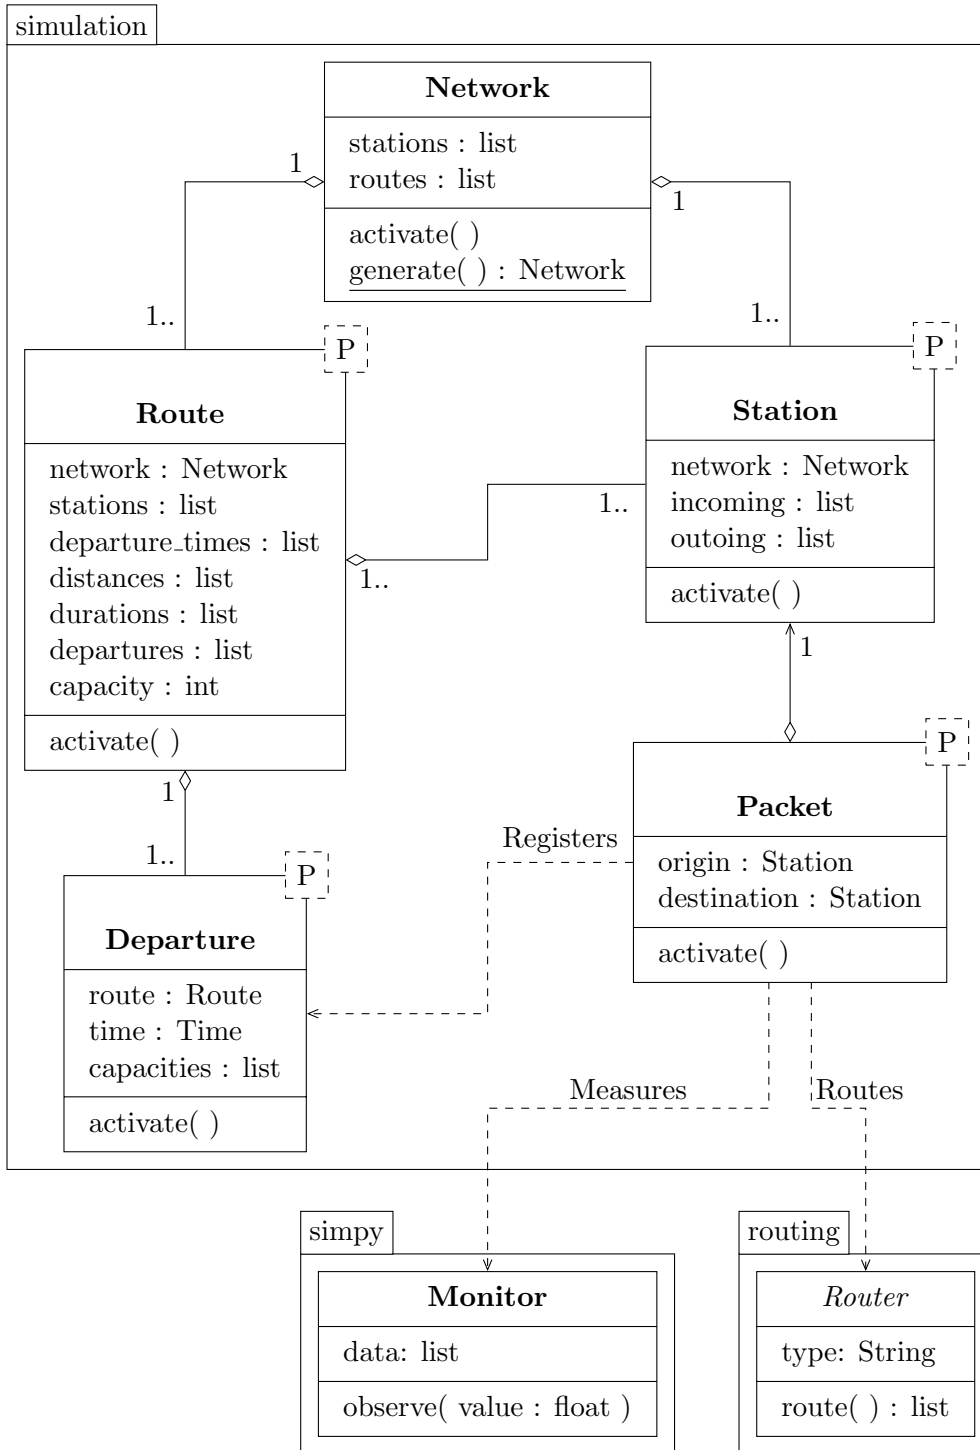 simulation
Network
stations : list
routes : list
activate( )
generate( ) : Network
1
1
1..
1..
P
Route
network : Network
stations : list
departure_times : list
distances : list
durations : list
departures : list
capacity : int
activate( )
P
Station
network : Network
incoming : list
outoing : list
activate( )
1..
1..
1
1
1..
P
Packet
origin : Station
destination : Station
activate( )
Registers
P
Departure
route : Route
time : Time
capacities : list
activate( )
Measures
Routes
simpy
Monitor
data: list
observe( value : float )
routing
Router
type: String
route( ) : list